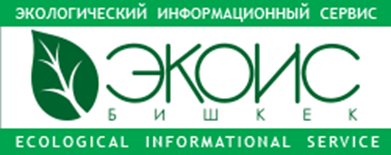 ЭКОЛОГИЧЕСКИЙ ИНФОРМАЦИОННЫЙ СЕРВИС
ЭКОИС
БИШКЕК
ECOLOGICAL INFORMATIONAL SERVICE